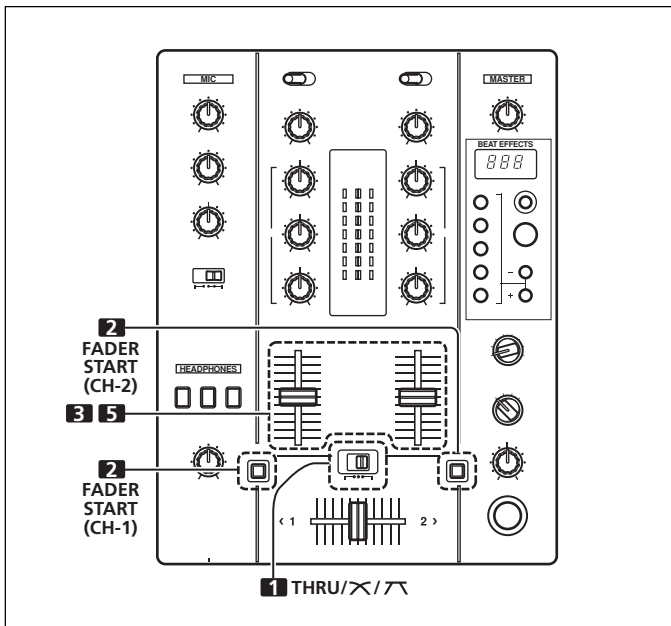 MIC
MASTER
BEAT EFFECTS
888
−
+
2
FADER
START
(CH-2)
HEADPHONES
3 5
2
FADER
START
(CH-1)
< 1
2 >
1 THRU/